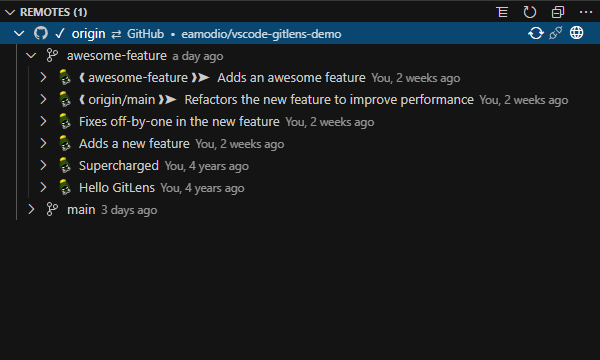 REMOTES (1)
✓ origin ⇄ GitHub • eamodio/vscode-gitlens-demo
awesome-feature a day ago
❨ awesome-feature ❩➤ Adds an awesome feature You, 2 weeks ago
❨ origin/main ❩➤ Refactors the new feature to improve performance You, 2 weeks ago
Fixes off-by-one in the new feature You, 2 weeks ago
Adds a new feature You, 2 weeks ago
Supercharged You, 4 years ago
Hello GitLens You, 4 years ago
main 3 days ago